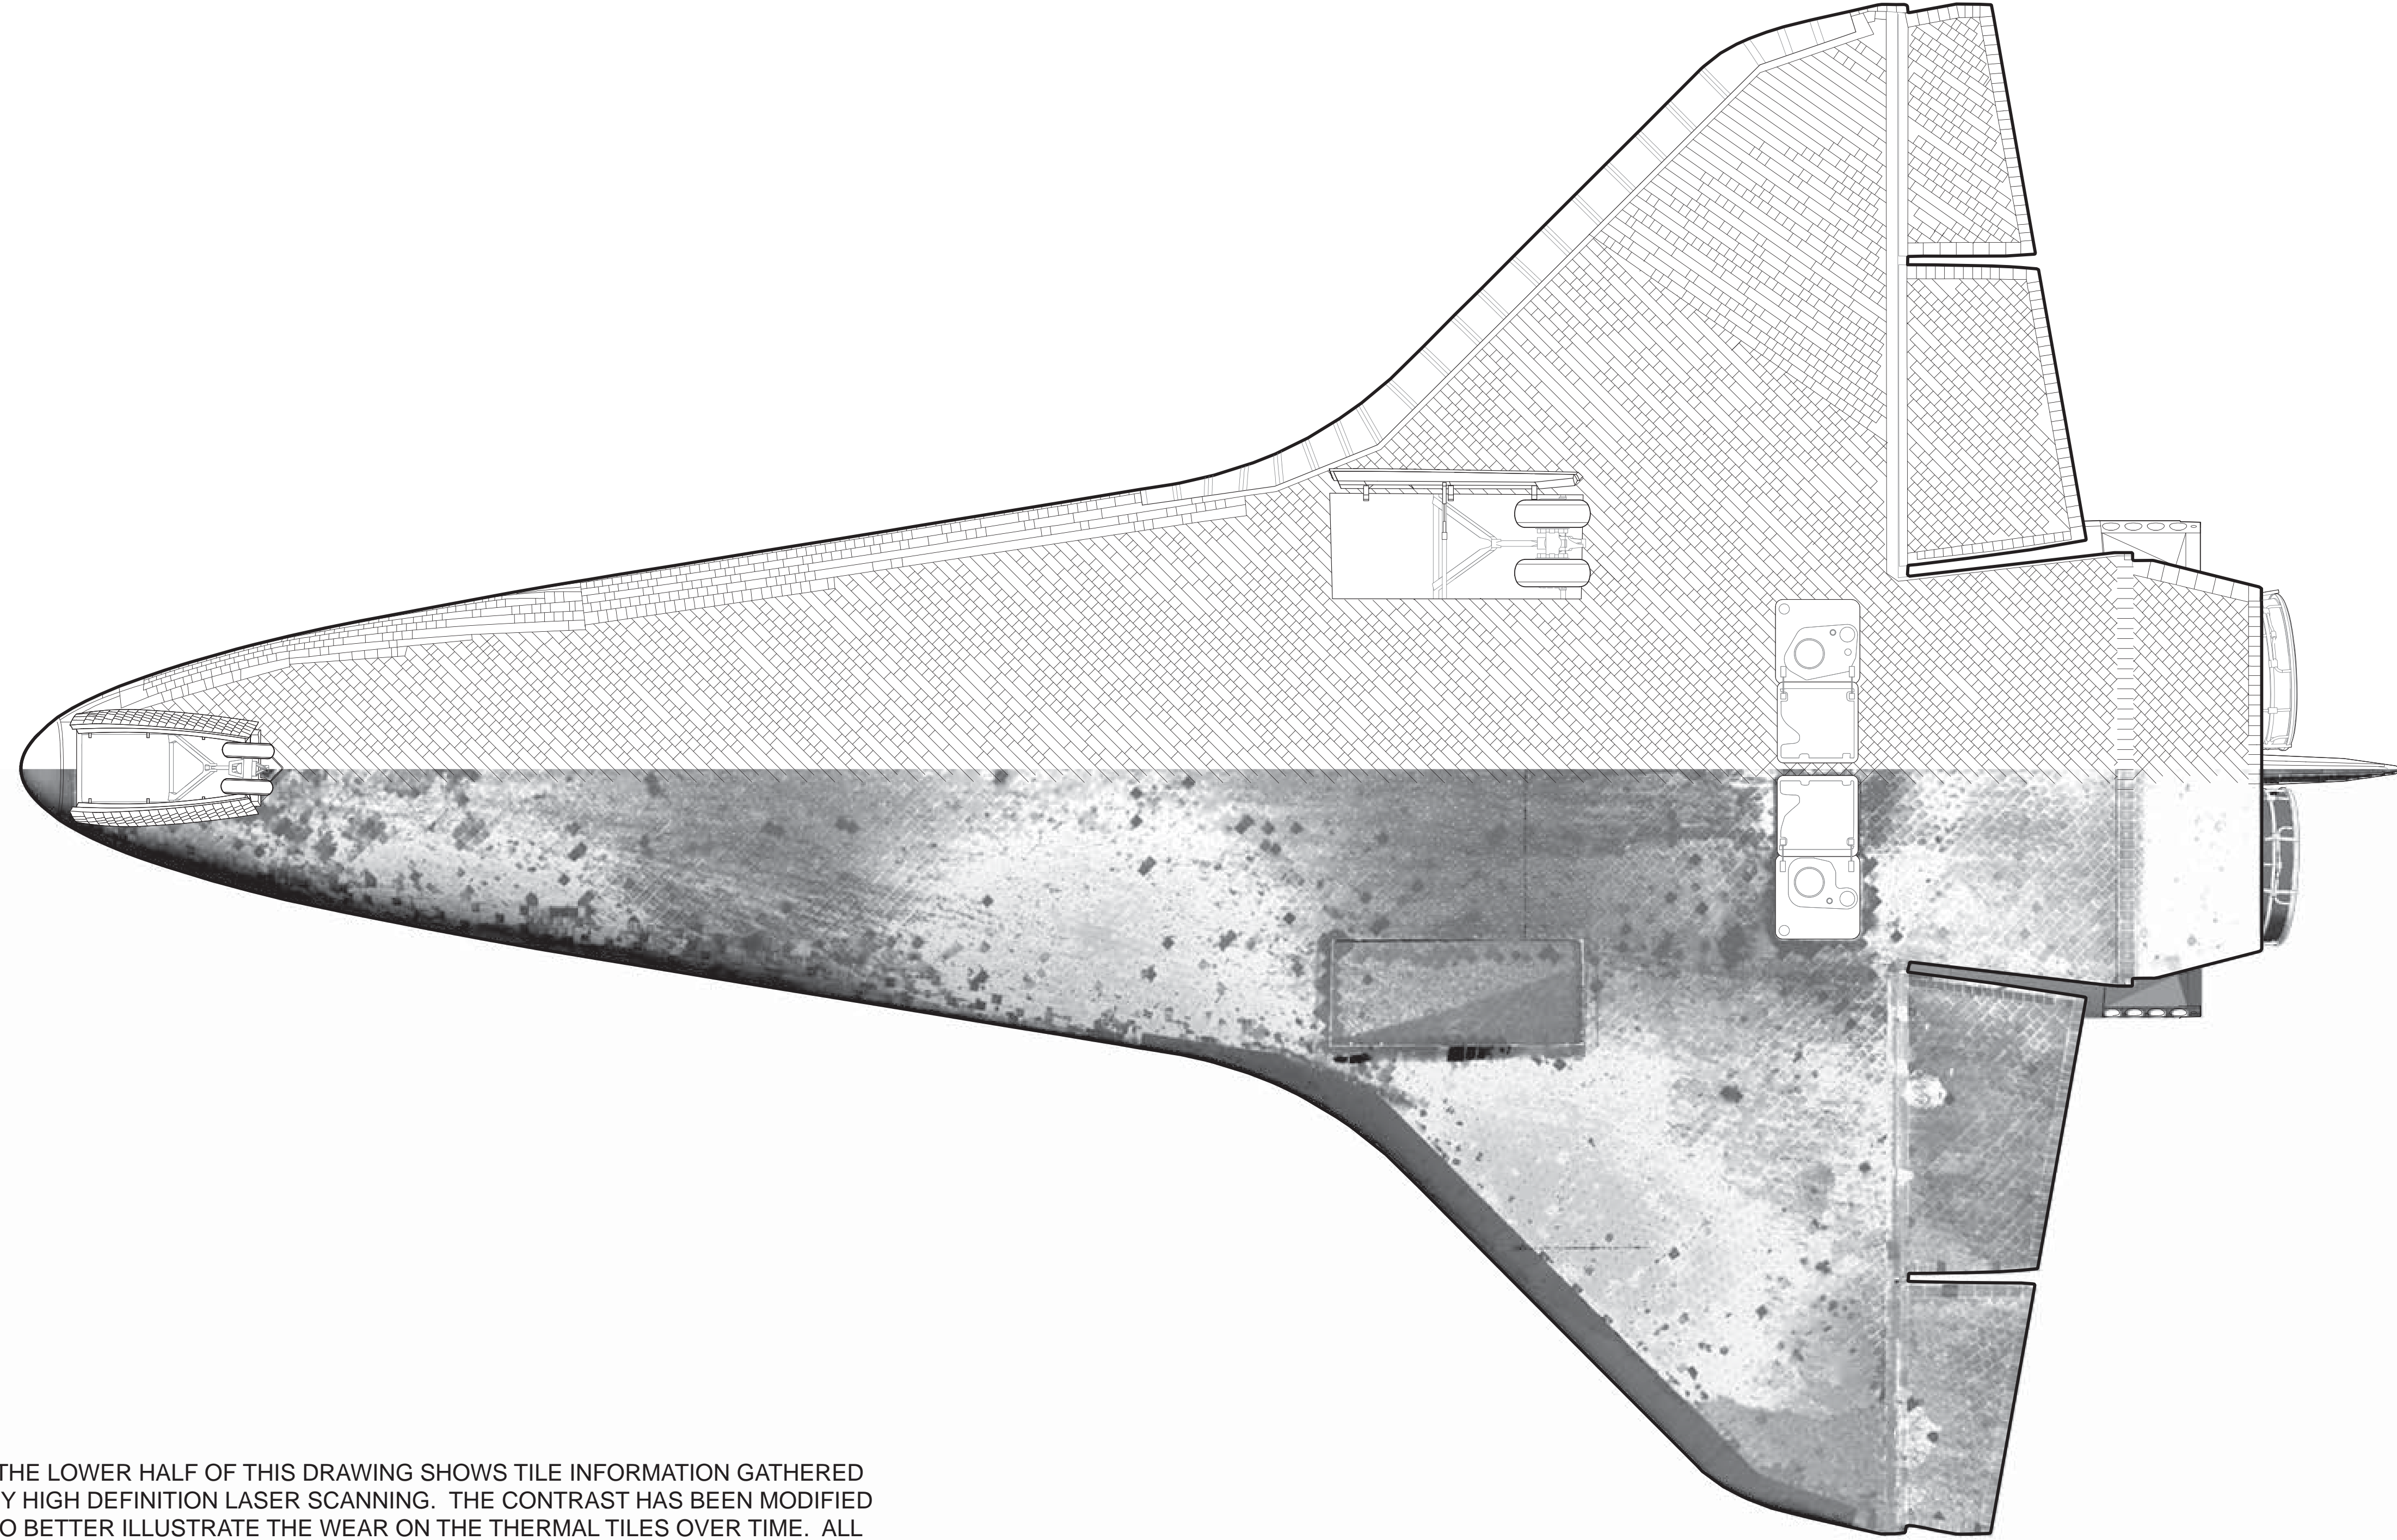 THE LOWER HALF OF THIS DRAWING SHOWS TILE INFORMATION GATHERED
Y HIGH DEFINITION LASER SCANNING. THE CONTRAST HAS BEEN MODIFIED
O BETTER ILLUSTRATE THE WEAR ON THE THERMAL TILES OVER TIME. ALL